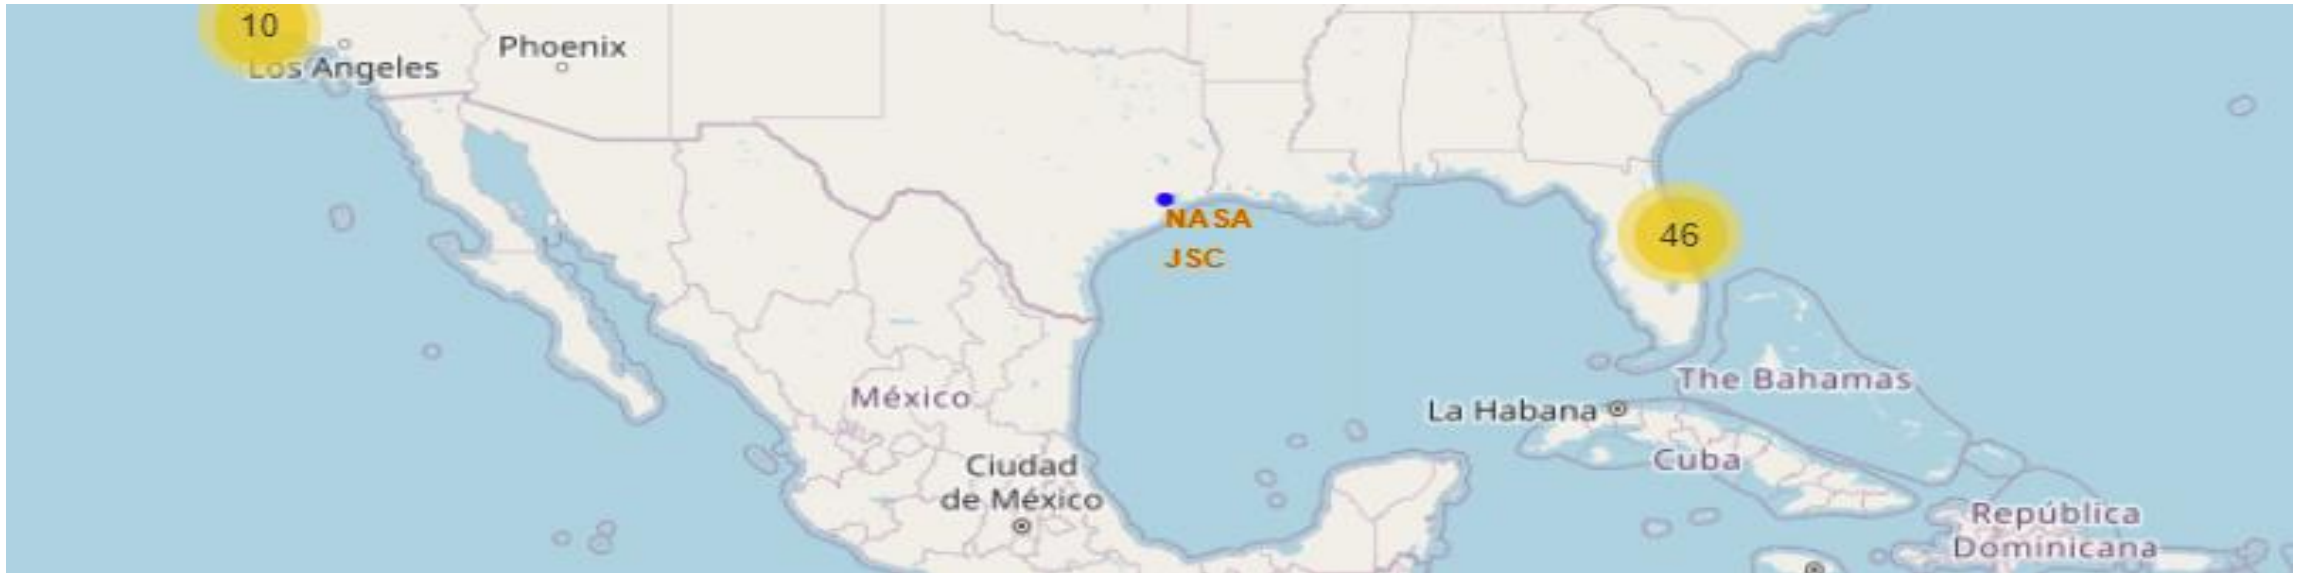 10
Los Angeles
Phoenix
NASA
JSC
46
México
The Bahamas
La Habana
Cuba
Ciudad
de México
República
Dominicana